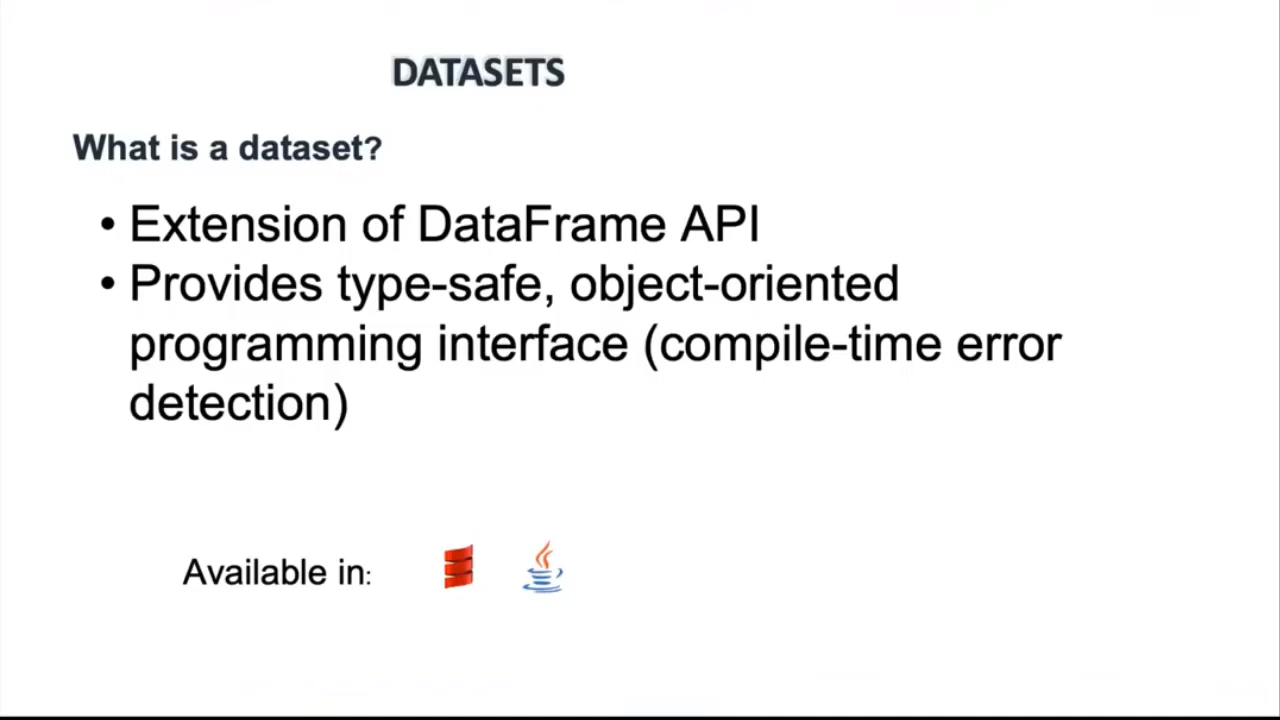 DATASETS
What is a dataset?
• Extension of DataFrame API
• Provides type-safe, object-oriented
programming interface (compile-time error
detection)
Available in: